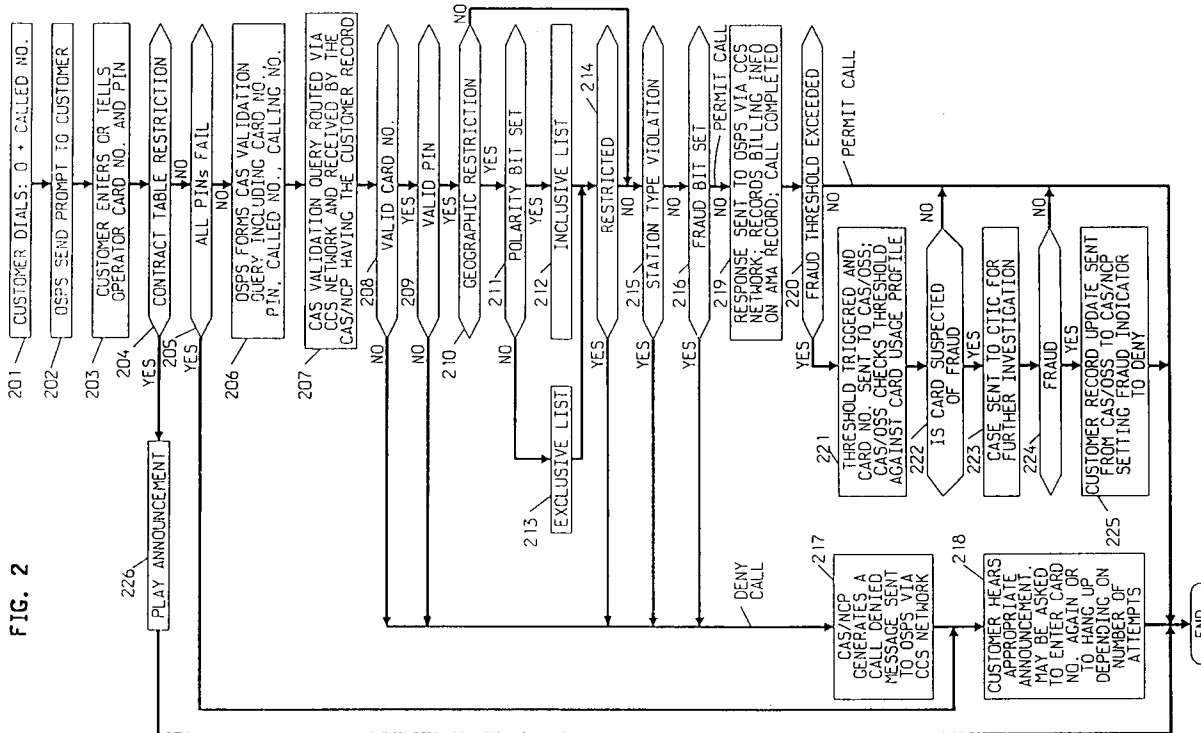 FIG. 2
201
CUSTOMER DIALS: 0 + CALLED NO.
202
OSPS SEND PROMPT TO CUSTOMER
203
CUSTOMER ENTERS OR TELLS
OPERATOR CARD NO. AND PIN
204
CONTRACT TABLE RESTRICTION
YES
NO
226
PLAY ANNOUNCEMENT
205
ALL PINs FAIL
YES
NO
206
OSPS FORMS CAS VALIDATION
QUERY INCLUDING CARD NO.,
PIN, CALLED NO., CALLING NO.
207
CAS VALIDATION QUERY ROUTED VIA
CCS NETWORK AND RECEIVED BY THE
CAS/NCP HAVING THE CUSTOMER RECORD
208
VALID CARD NO.
NO
YES
209
VALID PIN
NO
YES
210
GEOGRAPHIC RESTRICTION
NO
YES
211
POLARITY BIT SET
NO
YES
212
INCLUSIVE LIST
213
EXCLUSIVE LIST
214
RESTRICTED
YES
NO
215
STATION TYPE VIOLATION
YES
NO
216
FRAUD BIT SET
YES
NO
PERMIT CALL
DENY
CALL
217
CAS/NCP
GENERATES A
CALL DENIED
MESSAGE SENT
TO OSPS VIA
CCS NETWORK
218
CUSTOMER HEARS
APPROPRIATE
ANNOUNCEMENT.
MAY BE ASKED
TO ENTER CARD
NO. AGAIN OR
TO HANG UP
DEPENDING ON
NUMBER OF
ATTEMPTS
219
RESPONSE SENT TO OSPS VIA CCS
NETWORK; RECORDS BILLING INFO
ON AMA RECORD; CALL COMPLETED
220
FRAUD THRESHOLD EXCEEDED
YES
NO
PERMIT CALL
221
THRESHOLD TRIGGERED AND
CARD NO. SENT TO CAS/OSS;
CAS/OSS CHECKS THRESHOLD
AGAINST CARD USAGE PROFILE
222
IS CARD SUSPECTED
OF FRAUD
NO
YES
223
CASE SENT TO CTIC FOR
FURTHER INVESTIGATION
224
FRAUD
NO
YES
225
CUSTOMER RECORD UPDATE SENT
FROM CAS/OSS TO CAS/NCP
SETTING FRAUD INDICATOR
TO DENY
END